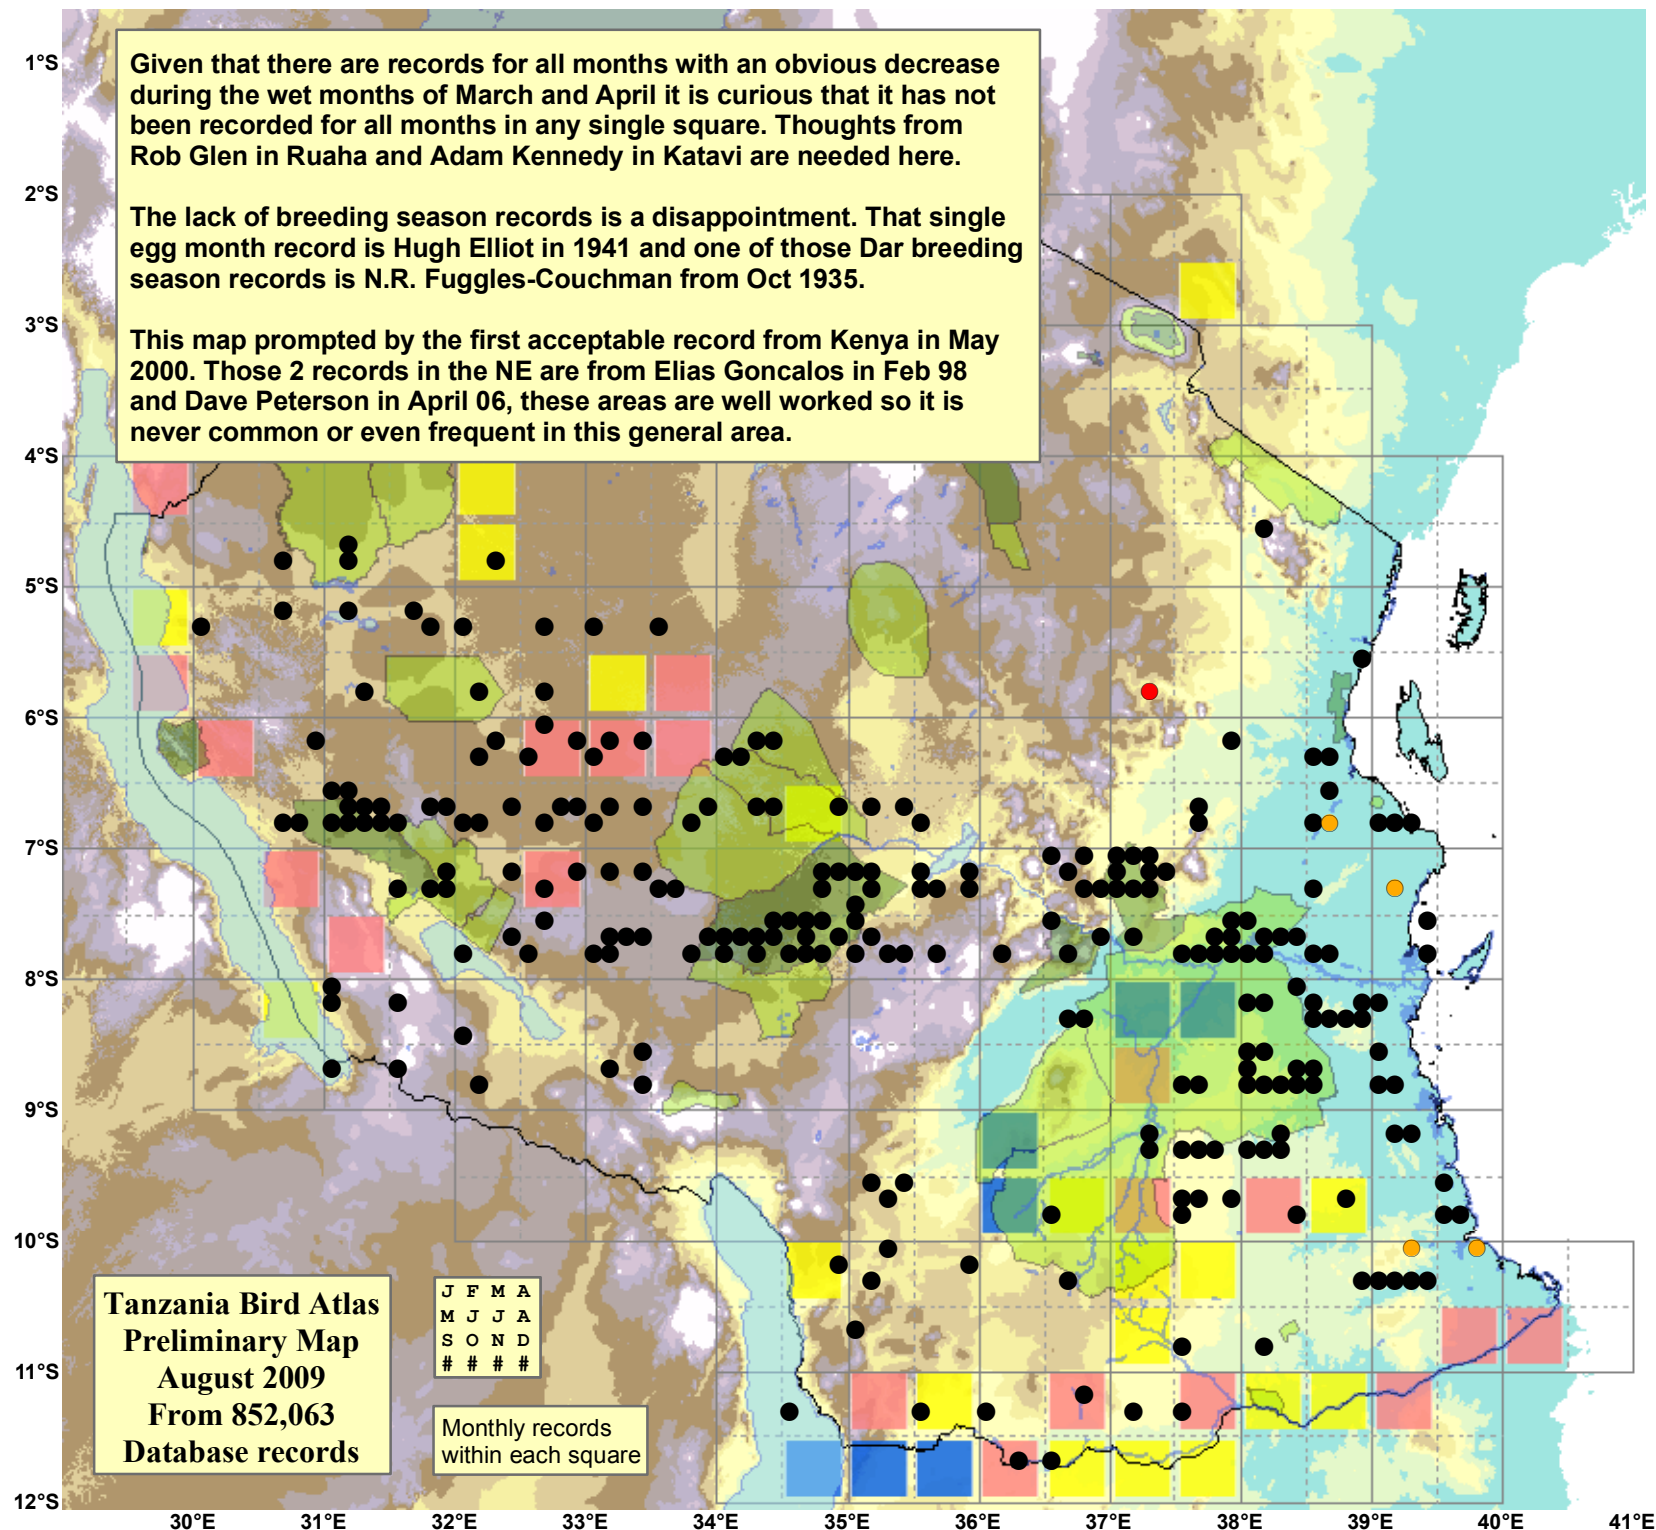 1°S
Given that there are records for all months with an obvious decrease
during the wet months of March and April it is curious that it has not
been recorded for all months in any single square. Thoughts from
Rob Glen in Ruaha and Adam Kennedy in Katavi are needed here.
2°S
The lack of breeding season records is a disappointment. That single
egg month record is Hugh Elliot in 1941 and one of those Dar breeding
season records is N.R. Fuggles-Couchman from Oct 1935.
3°S
This map prompted by the first acceptable record from Kenya in May
2000. Those 2 records in the NE are from Elias Goncalos in Feb 98
and Dave Peterson in April 06, these areas are well worked so it is
never common or even frequent in this general area.
4°S
5°S
6°S
7°S
8°S
9°S
10°S
11°S
12°S
Tanzania Bird Atlas
Preliminary Map
August 2009
From 852,063
Database records
J F M A
M J J A
S O N D
# # # #
Monthly records
within each square
30°E 31°E 32°E 33°E 34°E 35°E 36°E 37°E 38°E 39°E 40°E 41°E